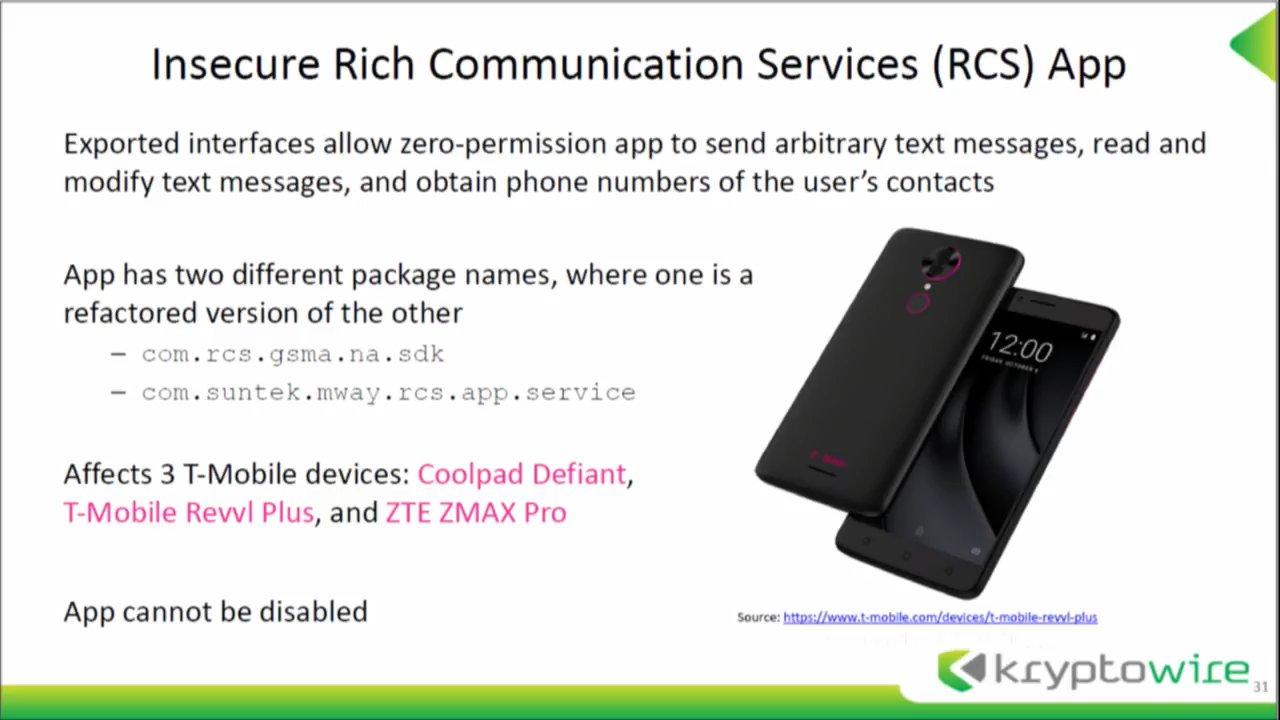 Insecure Rich Communication Services (RCS) App
Exported interfaces allow zero-permission app to send arbitrary text messages, read and
modify text messages, and obtain phone numbers of the user's contacts
App has two different package names, where one is a
refactored version of the other
– com.rcs.gsma.na.sdk
– com.suntek.mway.rcs.app.service
Affects 3 T-Mobile devices: Coolpad Defiant,
T-Mobile Revvl Plus, and ZTE ZMAX Pro
App cannot be disabled
12:00
Source: https://www.t-mobile.com/devices/t-mobile-revvl-plus
kryptowire
31